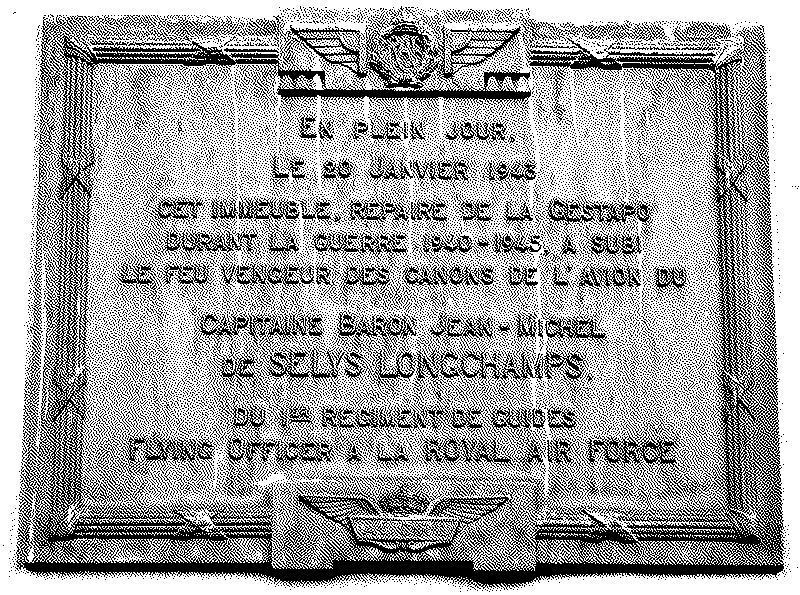 EN PLEIN JOUR,
LE 20 JANVIER 1943
CET IMMEUBLE, REPAIRE DE LA GESTAPO
DURANT LA GUERRE 1940-1945, A SUBI
LE FEU VENGEUR DES CANONS DE L'AVION DU
CAPITAINE BARON JEAN-MICHEL
DE SELYS LONGCHAMPS,
DU 1ER REGIMENT DE GUIDES
FLYING OFFICER A LA ROYAL AIR FORCE